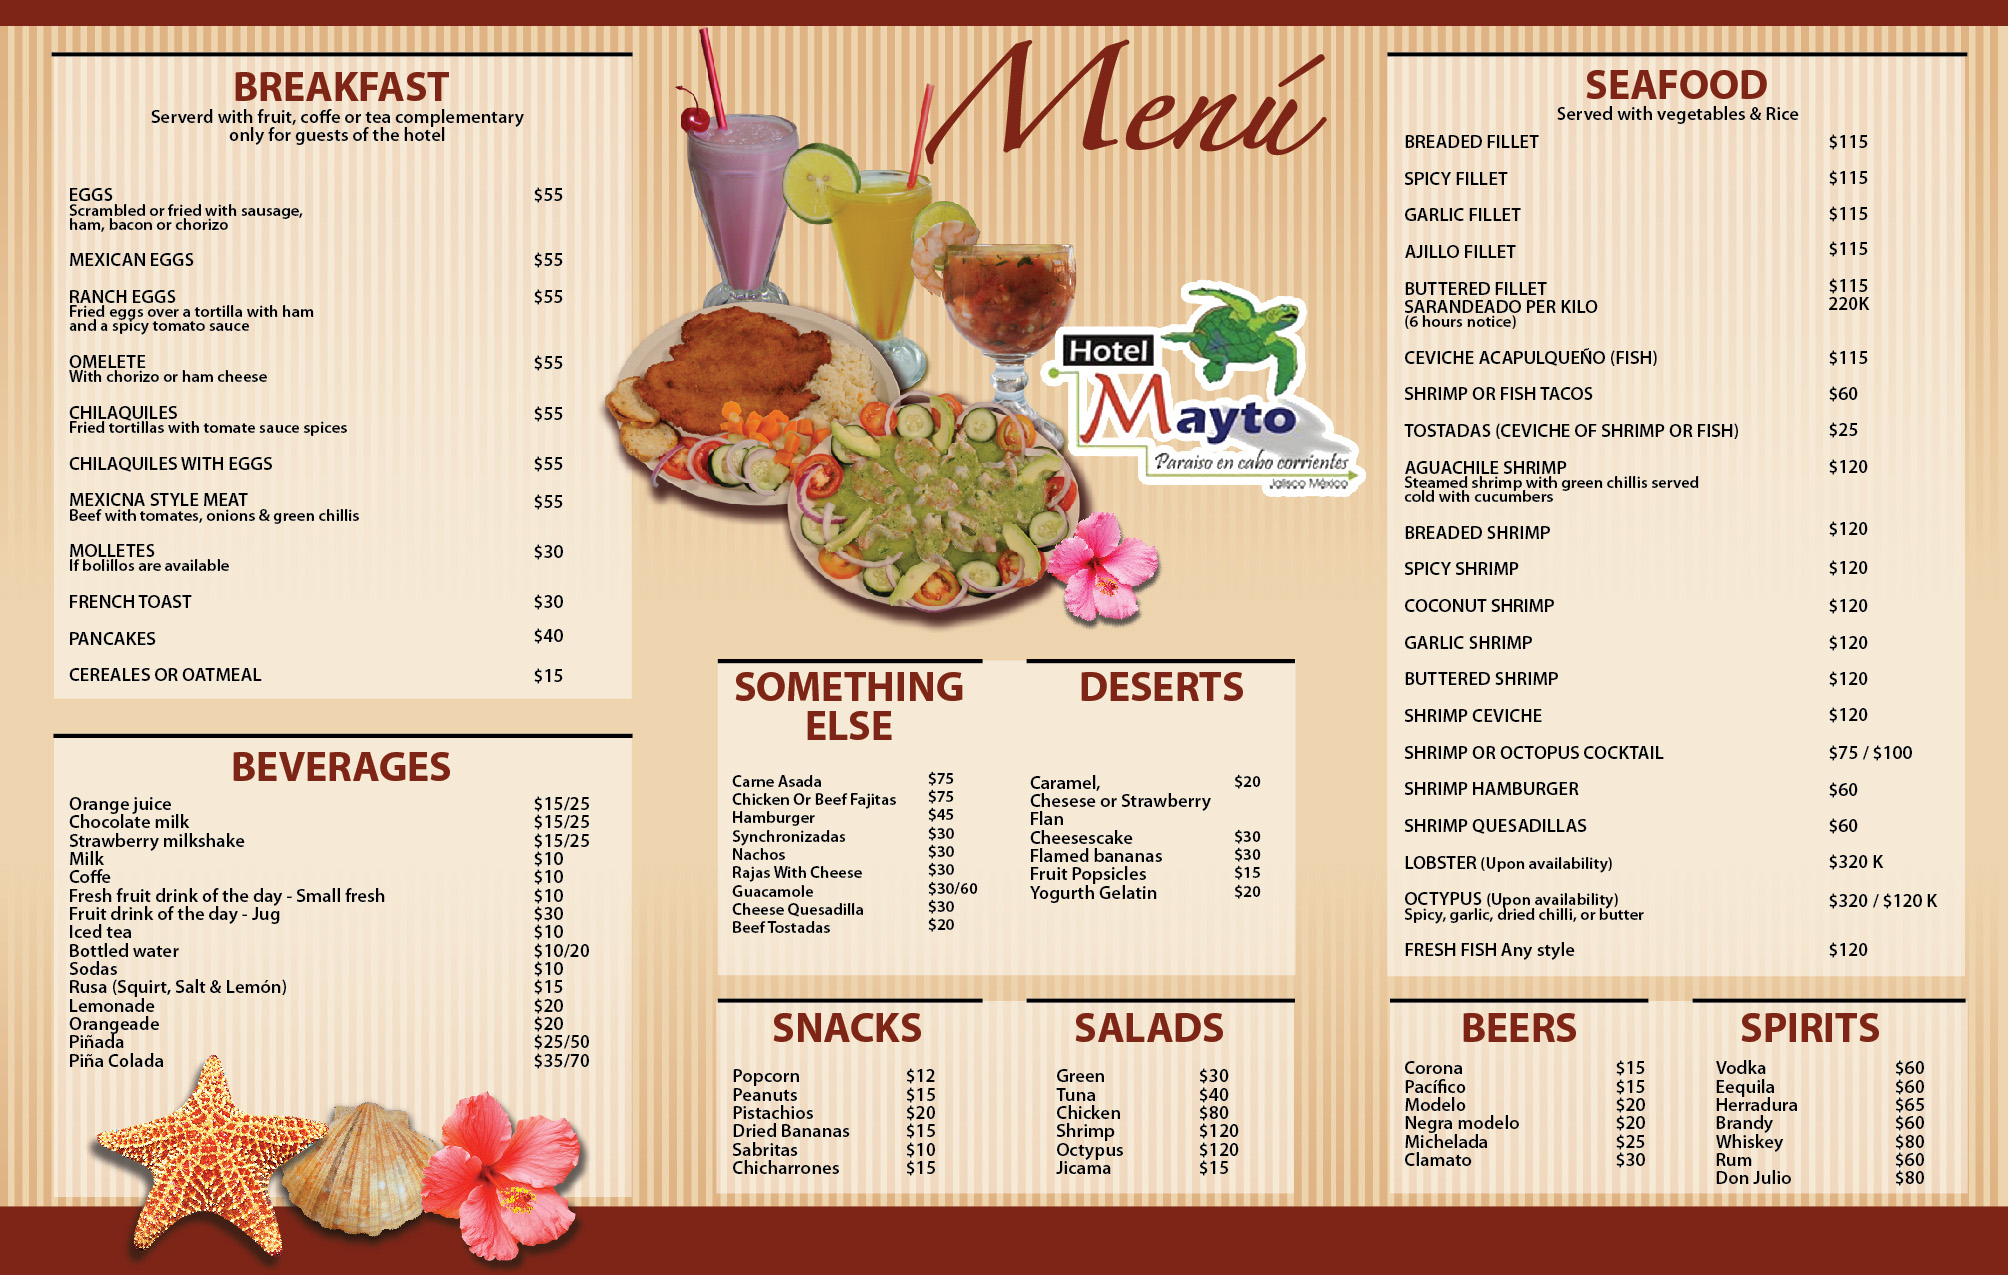 Menú
Hotel
Mayto
Paraiso en cabo corrientes
Jalisco México
BREAKFAST
Serverd with fruit, coffe or tea complementary
only for guests of the hotel
EGGS $55
Scrambled or fried with sausage,
ham, bacon or chorizo
MEXICAN EGGS $55
RANCH EGGS $55
Fried eggs over a tortilla with ham
and a spicy tomato sauce
OMELETE $55
With chorizo or ham cheese
CHILAQUILES $55
Fried tortillas with tomate sauce spices
CHILAQUILES WITH EGGS $55
MEXICNA STYLE MEAT $55
Beef with tomates, onions & green chillis
MOLLETES $30
If bolillos are available
FRENCH TOAST $30
PANCAKES $40
CEREALES OR OATMEAL $15
BEVERAGES
Orange juice $15/25
Chocolate milk $15/25
Strawberry milkshake $15/25
Milk $10
Coffe $10
Fresh fruit drink of the day - Small fresh $10
Fruit drink of the day - Jug $30
Iced tea $10
Bottled water $10/20
Sodas $10
Rusa (Squirt, Salt & Lemón) $15
Lemonade $20
Orangeade $20
Piñada $25/50
Piña Colada $35/70
SOMETHING
ELSE
Carne Asada $75
Chicken Or Beef Fajitas $75
Hamburger $45
Synchronizadas $30
Nachos $30
Rajas With Cheese $30
Guacamole $30/60
Cheese Quesadilla $30
Beef Tostadas $20
DESERTS
Caramel, $20
Chesese or Strawberry
Flan
Cheesescake $30
Flamed bananas $30
Fruit Popsicles $15
Yogurth Gelatin $20
SNACKS
Popcorn $12
Peanuts $15
Pistachios $20
Dried Bananas $15
Sabritas $10
Chicharrones $15
SALADS
Green $30
Tuna $40
Chicken $80
Shrimp $120
Octypus $120
Jicama $15
SEAFOOD
Served with vegetables & Rice
BREADED FILLET $115
SPICY FILLET $115
GARLIC FILLET $115
AJILLO FILLET $115
BUTTERED FILLET $115
SARANDEADO PER KILO 220K
(6 hours notice)
CEVICHE ACAPULQUEÑO (FISH) $115
SHRIMP OR FISH TACOS $60
TOSTADAS (CEVICHE OF SHRIMP OR FISH) $25
AGUACHILE SHRIMP $120
Steamed shrimp with green chillis served
cold with cucumbers
BREADED SHRIMP $120
SPICY SHRIMP $120
COCONUT SHRIMP $120
GARLIC SHRIMP $120
BUTTERED SHRIMP $120
SHRIMP CEVICHE $120
SHRIMP OR OCTOPUS COCKTAIL $75 / $100
SHRIMP HAMBURGER $60
SHRIMP QUESADILLAS $60
LOBSTER (Upon availability) $320 K
OCTYPUS (Upon availability) $320 / $120 K
Spicy, garlic, dried chilli, or butter
FRESH FISH Any style $120
BEERS
Corona $15
Pacífico $15
Modelo $20
Negra modelo $20
Michelada $25
Clamato $30
SPIRITS
Vodka $60
Eequila $60
Herradura $65
Brandy $60
Whiskey $80
Rum $60
Don Julio $80